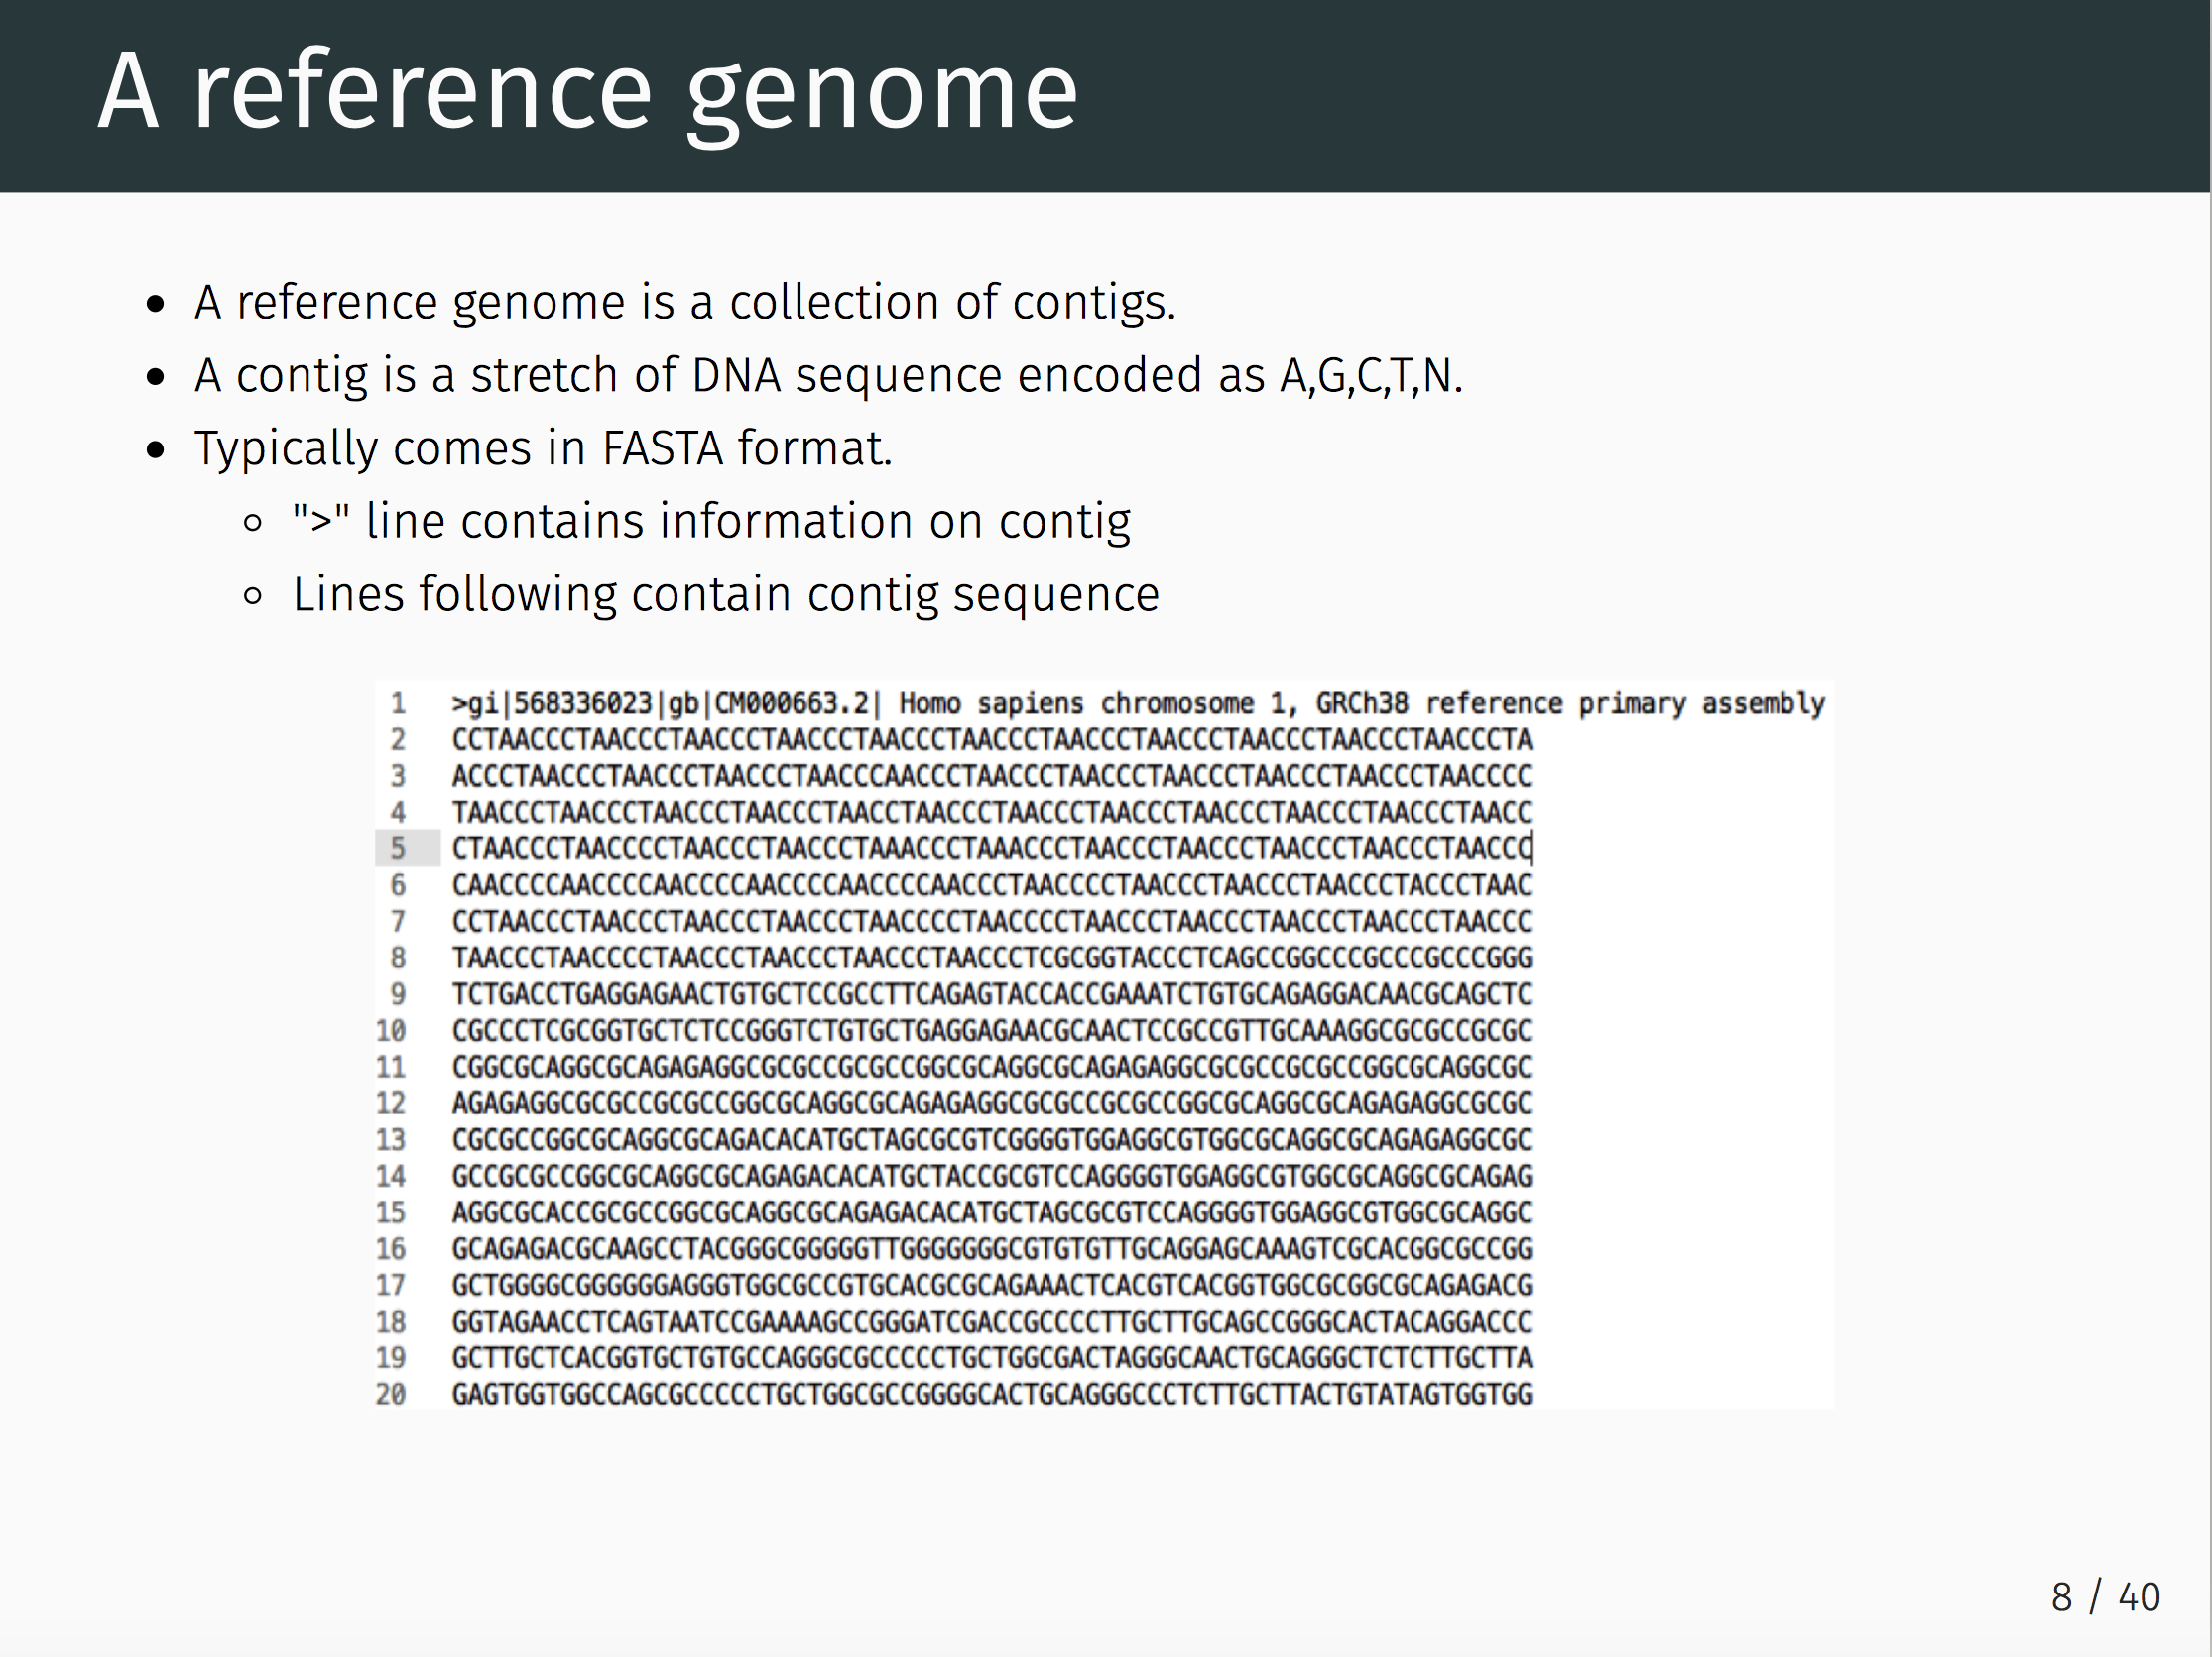 A reference genome
• A reference genome is a collection of contigs.
• A contig is a stretch of DNA sequence encoded as A,G,C,T,N.
• Typically comes in FASTA format.
◦ ">" line contains information on contig
◦ Lines following contain contig sequence
1 >gi|568336023|gb|CM000663.2| Homo sapiens chromosome 1, GRCh38 reference primary assembly
2 CCTAACCCTAACCCTAACCCTAACCCTAACCCTAACCCTAACCCTAACCCTAACCCTAACCCTAACCCTA
3 ACCCTAACCCTAACCCTAACCCTAACCCAACCCTAACCCTAACCCTAACCCTAACCCTAACCCTAACCCC
4 TAACCCTAACCCTAACCCTAACCCTAACCTAACCCTAACCCTAACCCTAACCCTAACCCTAACCCTAACC
5 CTAACCCTAACCCCTAACCCTAACCCTAAACCCTAAACCCTAACCCTAACCCTAACCCTAACCCTAACCC
6 CAACCCCAACCCCAACCCCAACCCCAACCCCAACCCTAACCCCTAACCCTAACCCTAACCCTACCCTAAC
7 CCTAACCCTAACCCTAACCCTAACCCTAACCCCTAACCCCTAACCCTAACCCTAACCCTAACCCTAACCC
8 TAACCCTAACCCCTAACCCTAACCCTAACCCTAACCCTCGCGGTACCCTCAGCCGGCCCGCCCGCCCGGG
9 TCTGACCTGAGGAGAACTGTGCTCCGCCTTCAGAGTACCACCGAAATCTGTGCAGAGGACAACGCAGCTC
10 CGCCCTCGCGGTGCTCTCCGGGTCTGTGCTGAGGAGAACGCAACTCCGCCGTTGCAAAGGCGCGCCGCGC
11 CGGCGCAGGCGCAGAGAGGCGCGCCGCGCCGGCGCAGGCGCAGAGAGGCGCGCCGCGCCGGCGCAGGCGC
12 AGAGAGGCGCGCCGCGCCGGCGCAGGCGCAGAGAGGCGCGCCGCGCCGGCGCAGGCGCAGAGAGGCGCGC
13 CGCGCCGGCGCAGGCGCAGACACATGCTAGCGCGTCGGGGTGGAGGCGTGGCGCAGGCGCAGAGAGGCGC
14 GCCGCGCCGGCGCAGGCGCAGAGACACATGCTACCGCGTCCAGGGGTGGAGGCGTGGCGCAGGCGCAGAG
15 AGGCGCACCGCGCCGGCGCAGGCGCAGAGACACATGCTAGCGCGTCCAGGGGTGGAGGCGTGGCGCAGGC
16 GCAGAGACGCAAGCCTACGGGCGGGGGTTGGGGGGGCGTGTGTTGCAGGAGCAAAGTCGCACGGCGCCGG
17 GCTGGGGCGGGGGGAGGGTGGCGCCGTGCACGCGCAGAAACTCACGTCACGGTGGCGCGGCGCAGAGACG
18 GGTAGAACCTCAGTAATCCGAAAAGCCGGGATCGACCGCCCCTTGCTTGCAGCCGGGCACTACAGGACCC
19 GCTTGCTCACGGTGCTGTGCCAGGGCGCCCCCTGCTGGCGACTAGGGCAACTGCAGGGCTCTCTTGCTTA
20 GAGTGGTGGCCAGCGCCCCCTGCTGGCGCCGGGGCACTGCAGGGCCCTCTTGCTTACTGTATAGTGGTGG
8 / 40